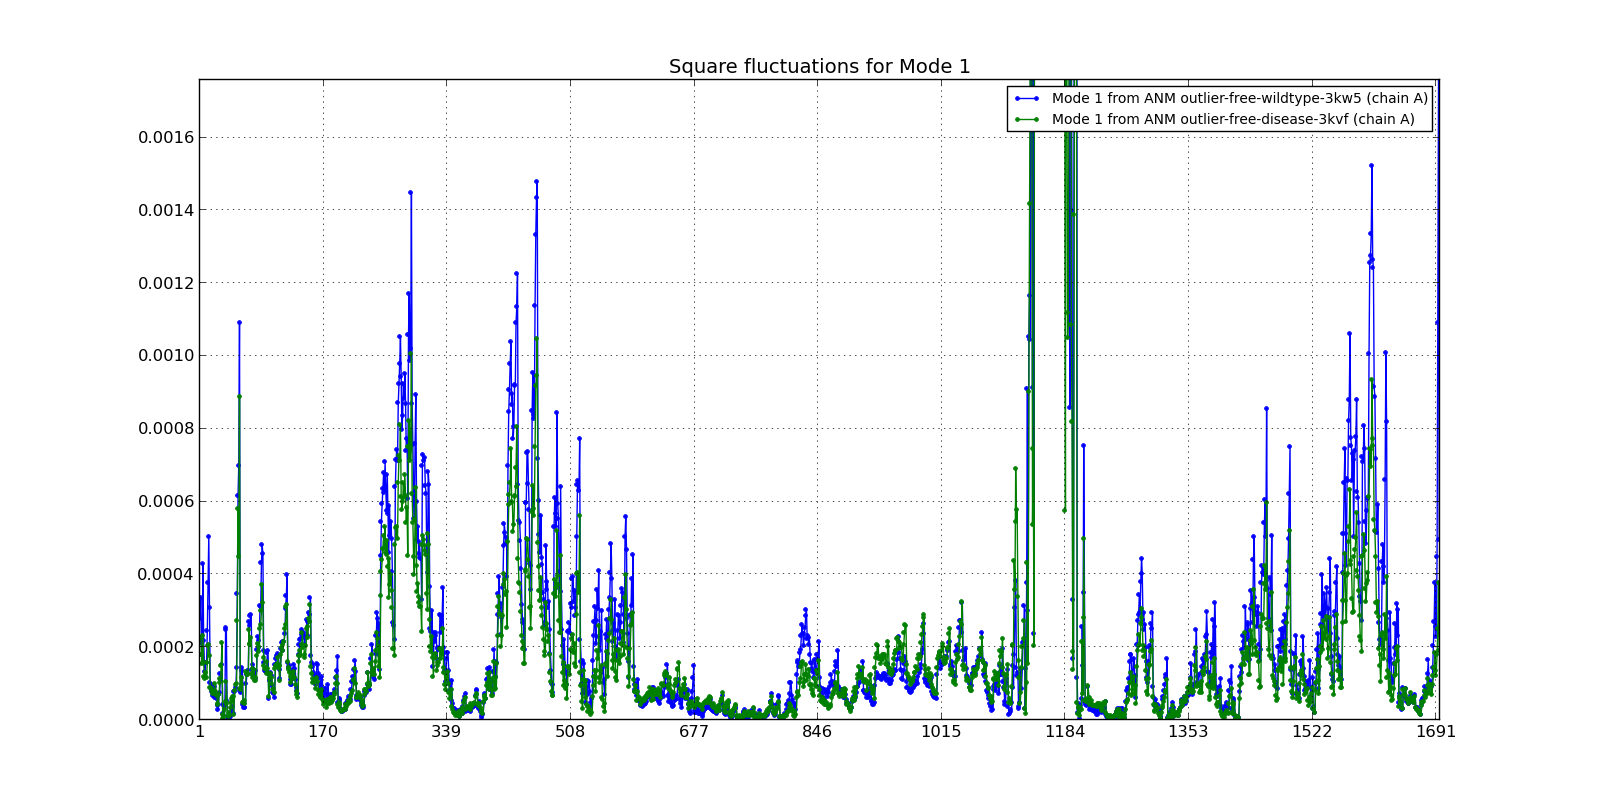 Square fluctuations for Mode 1
Mode 1 from ANM outlier-free-wildtype-3kw5 (chain A)
Mode 1 from ANM outlier-free-disease-3kvf (chain A)
0.0016
0.0014
0.0012
0.0010
0.0008
0.0006
0.0004
0.0002
0.0000
1 170 339 508 677 846 1015 1184 1353 1522 1691